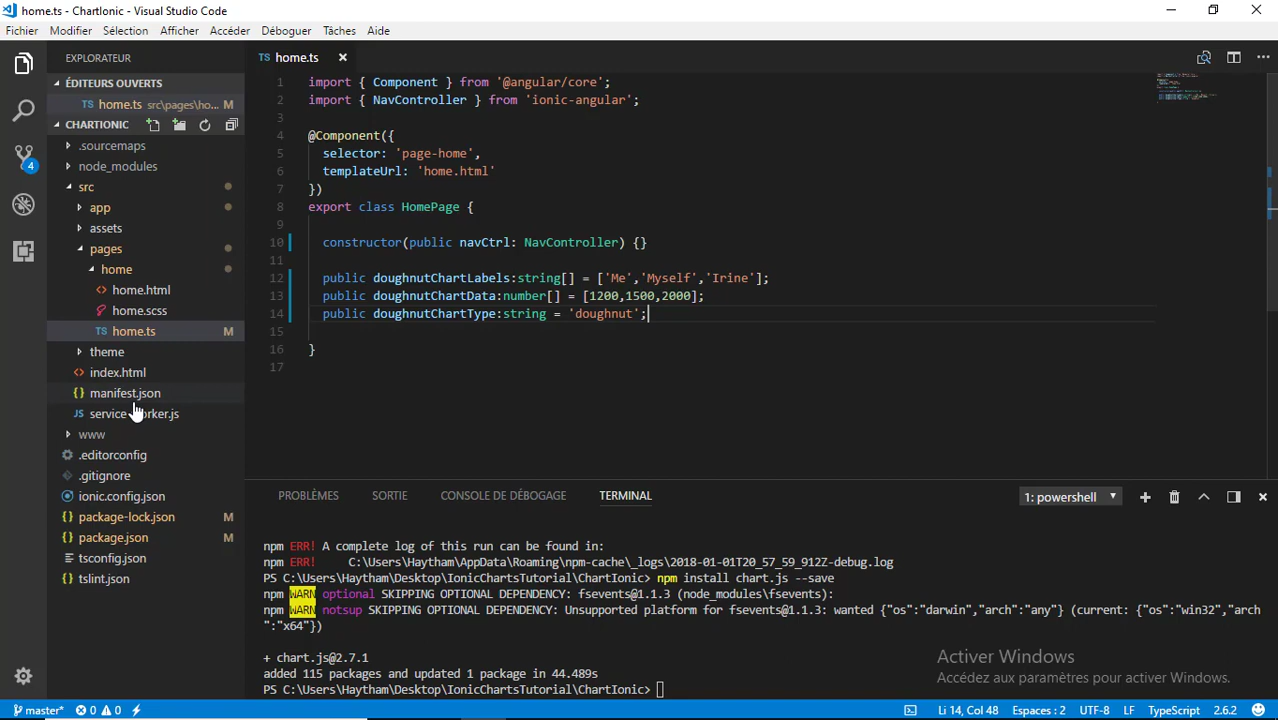 home.ts - ChartIonic - Visual Studio Code
Fichier Modifier Sélection Afficher Accéder Déboguer Tâches Aide
EXPLORATEUR
ÉDITEURS OUVERTS
TS home.ts src\pages\ho... M
CHARTIONIC
.sourcemaps
node_modules
src
app
assets
pages
home
home.html
home.scss
TS home.ts M
theme
index.html
{} manifest.json
JS service-worker.js
www
.editorconfig
.gitignore
ionic.config.json
{} package-lock.json M
{} package.json M
tsconfig.json
tslint.json
4
TS home.ts
1 import { Component } from '@angular/core';
2 import { NavController } from 'ionic-angular';
3
4 @Component({
5 selector: 'page-home',
6 templateUrl: 'home.html'
7 })
8 export class HomePage {
9
10 constructor(public navCtrl: NavController) {}
11
12 public doughnutChartLabels:string[] = ['Me','Myself','Irine'];
13 public doughnutChartData:number[] = [1200,1500,2000];
14 public doughnutChartType:string = 'doughnut';
15
16 }
17
PROBLÈMES SORTIE CONSOLE DE DÉBOGAGE TERMINAL 1: powershell
npm ERR! A complete log of this run can be found in:
npm ERR!     C:\Users\Haytham\AppData\Roaming\npm-cache\_logs\2018-01-01T20_57_59_912Z-debug.log
PS C:\Users\Haytham\Desktop\IonicChartsTutorial\ChartIonic> npm install chart.js --save
npm WARN optional SKIPPING OPTIONAL DEPENDENCY: fsevents@1.1.3 (node_modules\fsevents):
npm WARN notsup SKIPPING OPTIONAL DEPENDENCY: Unsupported platform for fsevents@1.1.3: wanted {"os":"darwin","arch":"any"} (current: {"os":"win32","arch
":"x64"})
+ chart.js@2.7.1
added 115 packages and updated 1 package in 44.489s
PS C:\Users\Haytham\Desktop\IonicChartsTutorial\ChartIonic>
Activer Windows
Accédez aux paramètres pour activer Windows.
master* 0 0 Li 14, Col 48 Espaces : 2 UTF-8 LF TypeScript 2.6.2